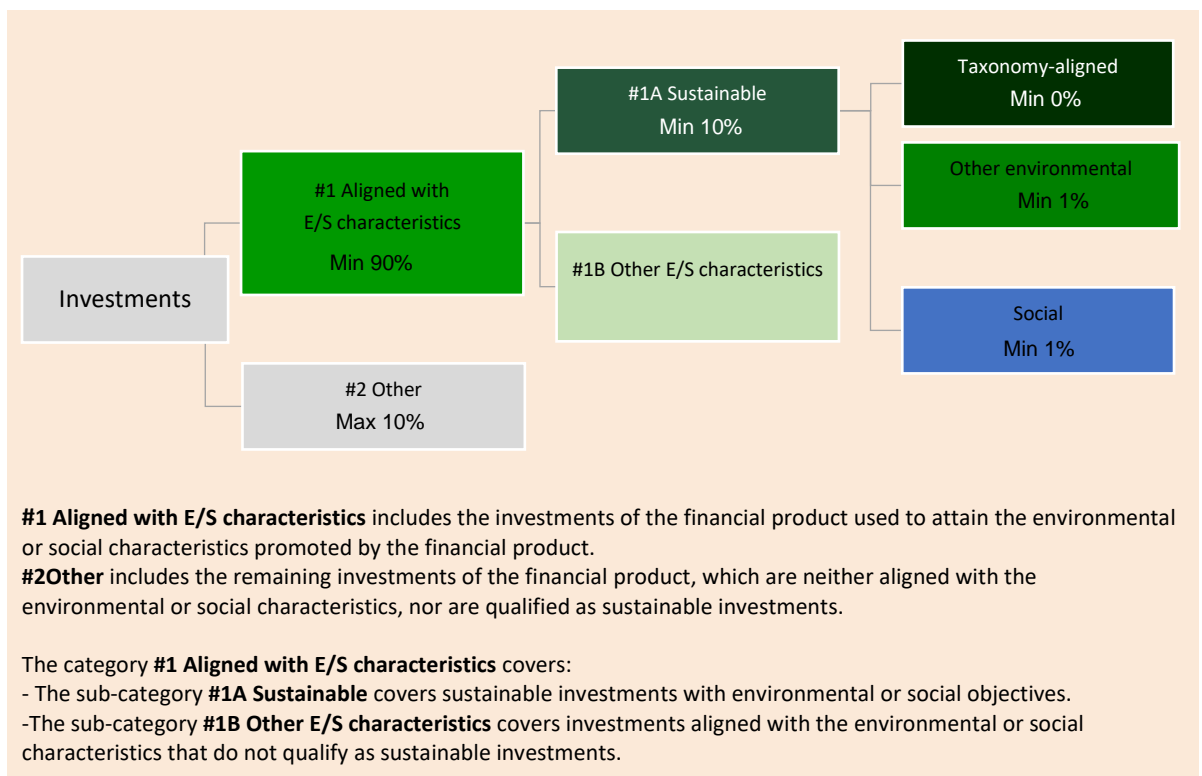 Taxonomy-aligned
Min 0%
#1A Sustainable
Min 10%
Other environmental
Min 1%
#1 Aligned with
E/S characteristics
Min 90%
#1B Other E/S characteristics
Investments
Social
Min 1%
#2 Other
Max 10%
#1 Aligned with E/S characteristics includes the investments of the financial product used to attain the environmental
or social characteristics promoted by the financial product.
#2Other includes the remaining investments of the financial product, which are neither aligned with the
environmental or social characteristics, nor are qualified as sustainable investments.
The category #1 Aligned with E/S characteristics covers:
- The sub-category #1A Sustainable covers sustainable investments with environmental or social objectives.
-The sub-category #1B Other E/S characteristics covers investments aligned with the environmental or social
characteristics that do not qualify as sustainable investments.